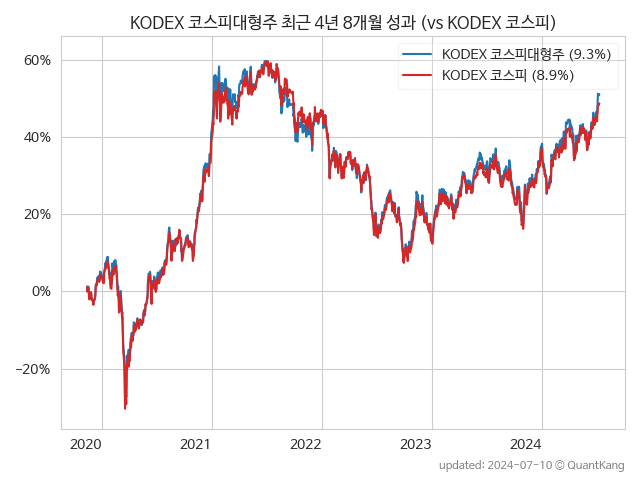 KODEX 코스피대형주 최근 4년 8개월 성과 (vs KODEX 코스피)
KODEX 코스피대형주 (9.3%)
KODEX 코스피 (8.9%)
60%
40%
20%
0%
−20%
2020 2021 2022 2023 2024
updated: 2024-07-10 © QuantKang